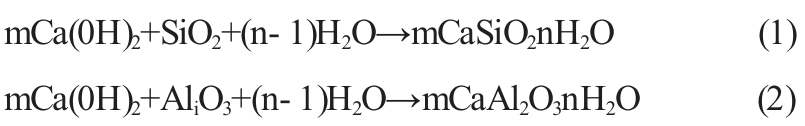 mCa(0H)₂+SiO₂+(n- 1)H₂O→mCaSiO₂nH₂O (1)
mCa(0H)₂+AlᵢO₃+(n- 1)H₂O→mCaAl₂O₃nH₂O (2)